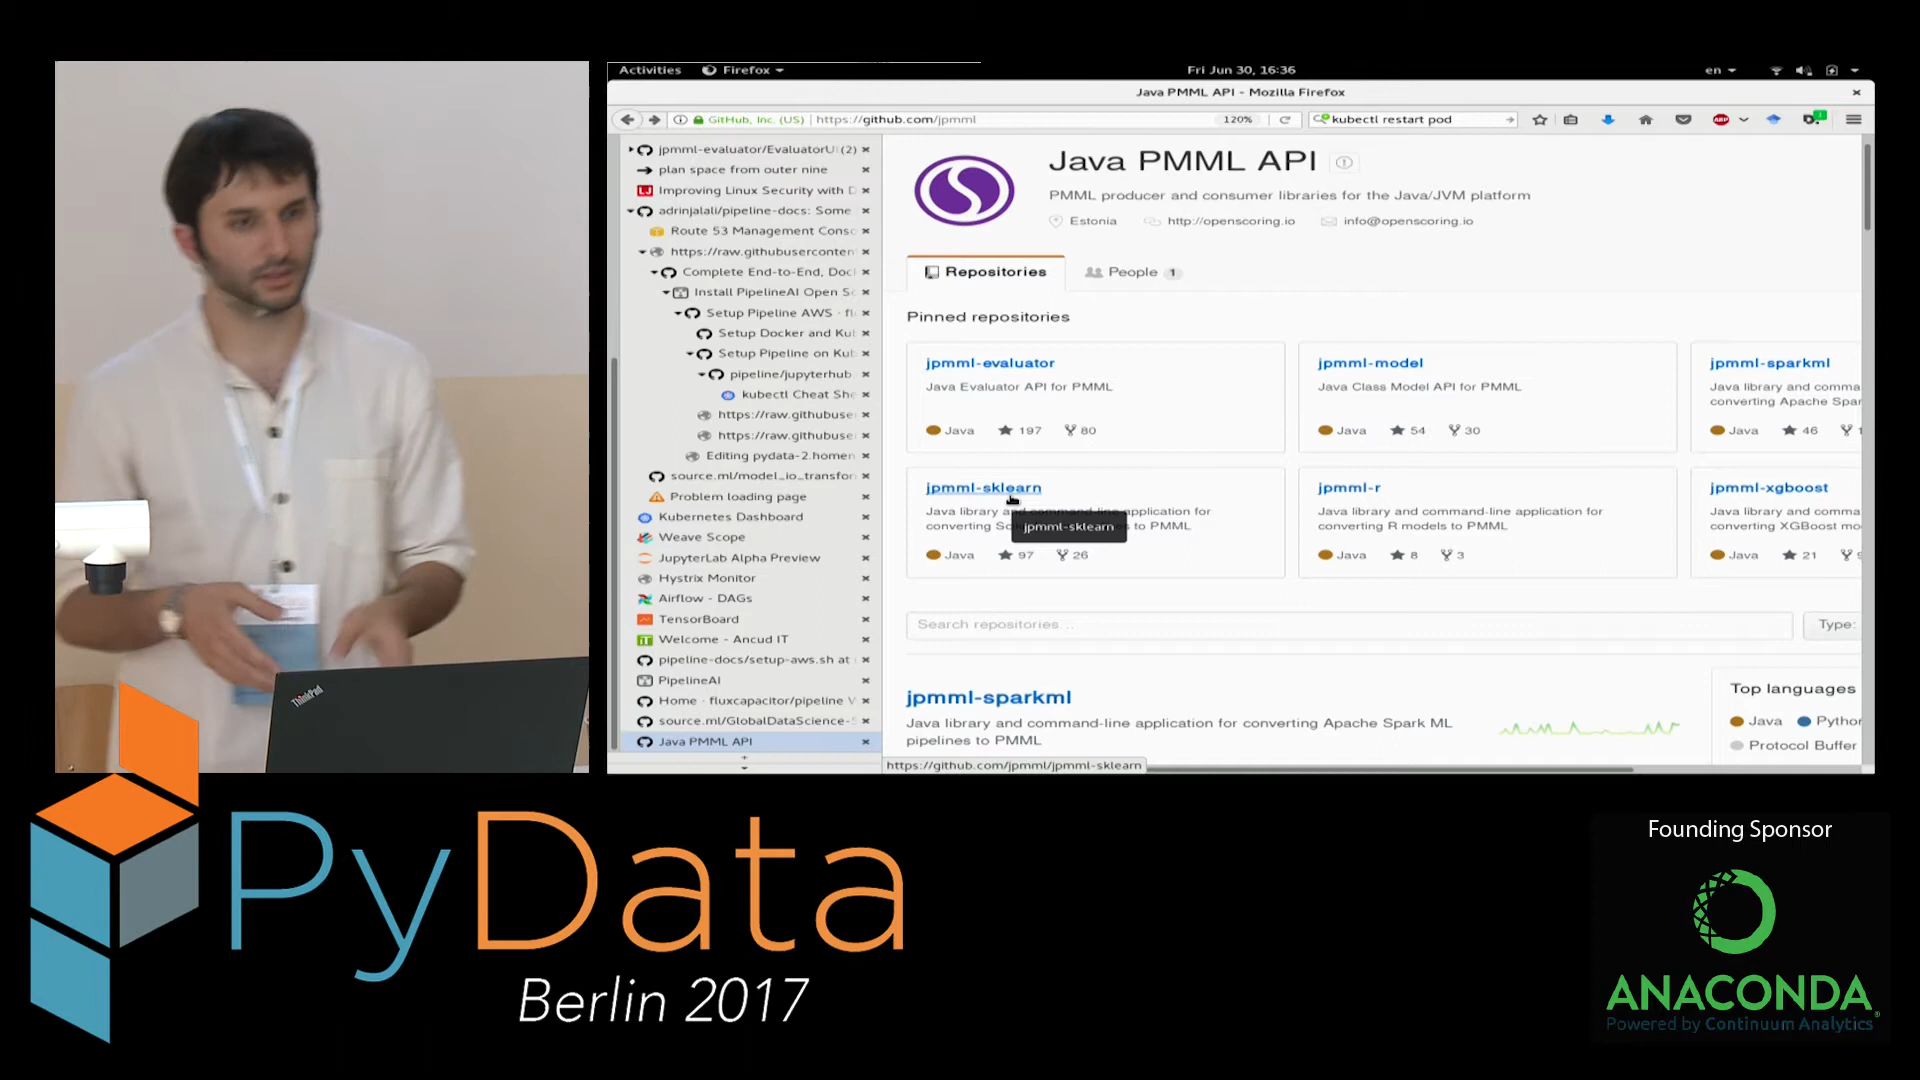 Activities Firefox Fri Jun 30, 16:36 en
Java PMML API - Mozilla Firefox
GitHub, Inc. (US) https://github.com/jpmml 120% kubectl restart pod
jpmml-evaluator/EvaluatorU (2)
plan space from outer nine
Improving Linux Security with D
adrinjalali/pipeline-docs: Some
Route 53 Management Conso
https://raw.githubuserconten
Complete End-to-End, Doc
Install PipelineAI Open So
Setup Pipeline AWS · fl
Setup Docker and Kub
Setup Pipeline on Kub
pipeline/jupyterhub.
kubectl Cheat She
https://raw.githubuse
https://raw.githubuse
Editing pydata-2.homen
source.ml/model_io_transfor
Problem loading page
Kubernetes Dashboard
Weave Scope
JupyterLab Alpha Preview
Hystrix Monitor
Airflow - DAGs
TensorBoard
Welcome - Ancud IT
pipeline-docs/setup-aws.sh at
PipelineAI
Home · fluxcapacitor/pipeline W
source.ml/GlobalDataScience-
Java PMML API
Java PMML API
PMML producer and consumer libraries for the Java/JVM platform
Estonia http://openscoring.io info@openscoring.io
Repositories People 1
Pinned repositories
jpmml-evaluator
Java Evaluator API for PMML
Java 197 80
jpmml-model
Java Class Model API for PMML
Java 54 30
jpmml-sparkml
Java library and comma
converting Apache Spar
Java 46 1
jpmml-sklearn
Java library and command-line application for
converting Sc s to PMML
jpmml-sklearn
Java 97 26
jpmml-r
Java library and command-line application for
converting R models to PMML
Java 8 3
jpmml-xgboost
Java library and comma
converting XGBoost mo
Java 21 9
Search repositories... Type:
jpmml-sparkml
Java library and command-line application for converting Apache Spark ML
pipelines to PMML
Top languages
Java Python
Protocol Buffer
https://github.com/jpmml/jpmml-sklearn
ThinkPad
PyData
Berlin 2017
Founding Sponsor
ANACONDA
Powered by Continuum Analytics